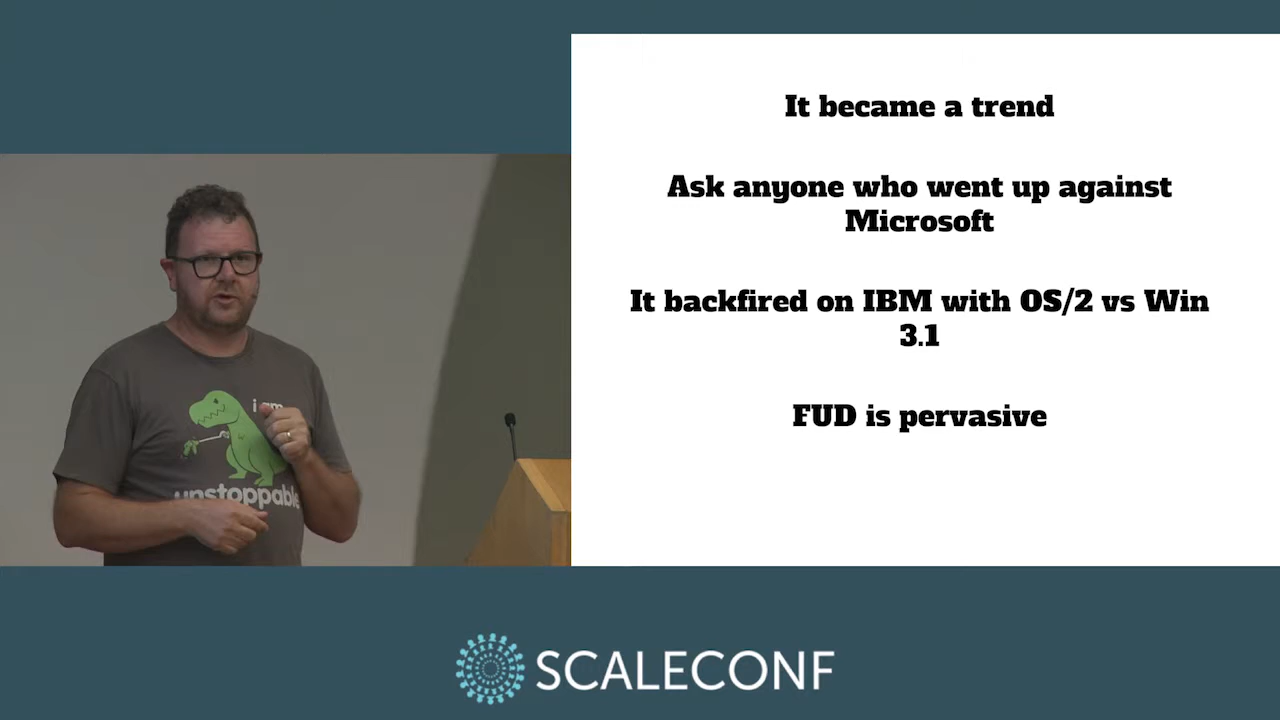 It became a trend
Ask anyone who went up against
Microsoft
It backfired on IBM with OS/2 vs Win
3.1
FUD is pervasive
i am
unstoppable
SCALECONF